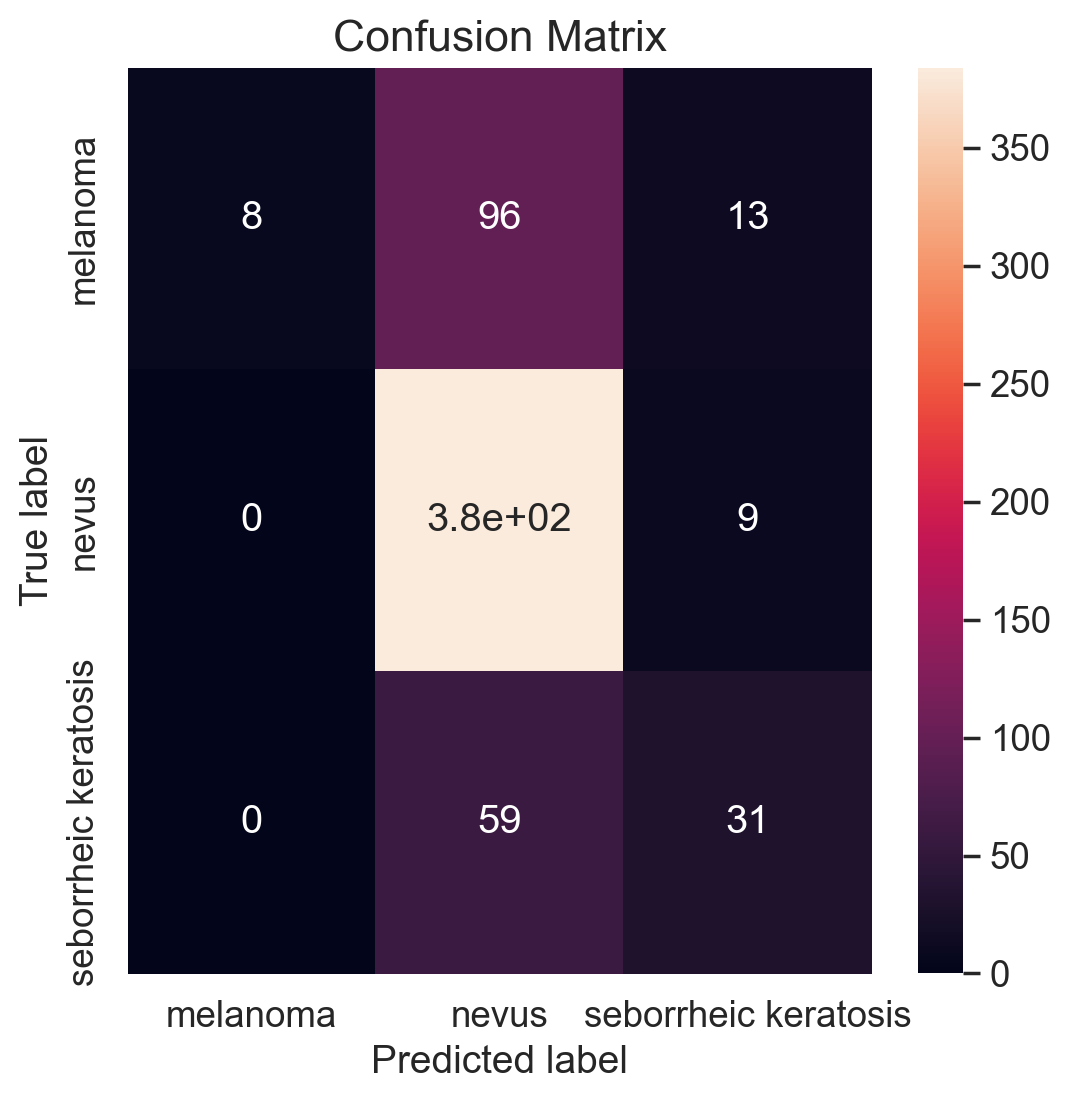 Confusion Matrix
True label
melanoma
8 96 13
nevus
0 3.8e+02 9
seborrheic keratosis
0 59 31
melanoma nevus seborrheic keratosis
Predicted label
350
300
250
200
150
100
50
0